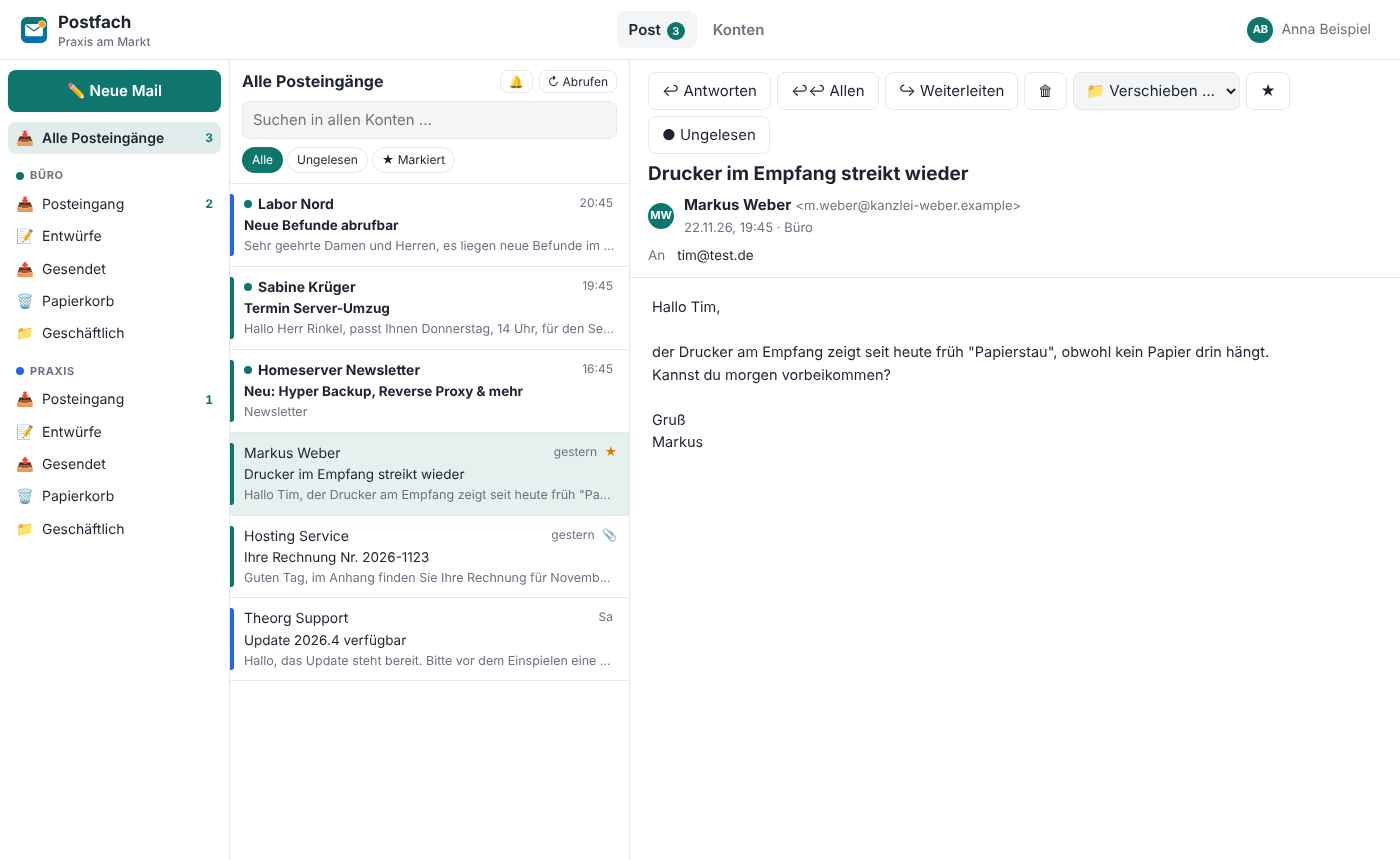 Postfach
Praxis am Markt
Post 3
Konten
AB Anna Beispiel
✏️ Neue Mail
Alle Posteingänge 3
BÜRO
Posteingang 2
Entwürfe
Gesendet
Papierkorb
Geschäftlich
PRAXIS
Posteingang 1
Entwürfe
Gesendet
Papierkorb
Geschäftlich
Alle Posteingänge
↻ Abrufen
Suchen in allen Konten ...
Alle
Ungelesen
★ Markiert
Labor Nord 20:45
Neue Befunde abrufbar
Sehr geehrte Damen und Herren, es liegen neue Befunde im ...
Sabine Krüger 19:45
Termin Server-Umzug
Hallo Herr Rinkel, passt Ihnen Donnerstag, 14 Uhr, für den Se...
Homeserver Newsletter 16:45
Neu: Hyper Backup, Reverse Proxy & mehr
Newsletter
Markus Weber gestern ★
Drucker im Empfang streikt wieder
Hallo Tim, der Drucker am Empfang zeigt seit heute früh "Pa...
Hosting Service gestern
Ihre Rechnung Nr. 2026-1123
Guten Tag, im Anhang finden Sie Ihre Rechnung für Novemb...
Theorg Support Sa
Update 2026.4 verfügbar
Hallo, das Update steht bereit. Bitte vor dem Einspielen eine ...
↩ Antworten
↩↩ Allen
↪ Weiterleiten
Verschieben ...
★
● Ungelesen
Drucker im Empfang streikt wieder
MW Markus Weber <m.weber@kanzlei-weber.example>
22.11.26, 19:45 · Büro
An tim@test.de
Hallo Tim,
der Drucker am Empfang zeigt seit heute früh "Papierstau", obwohl kein Papier drin hängt.
Kannst du morgen vorbeikommen?
Gruß
Markus